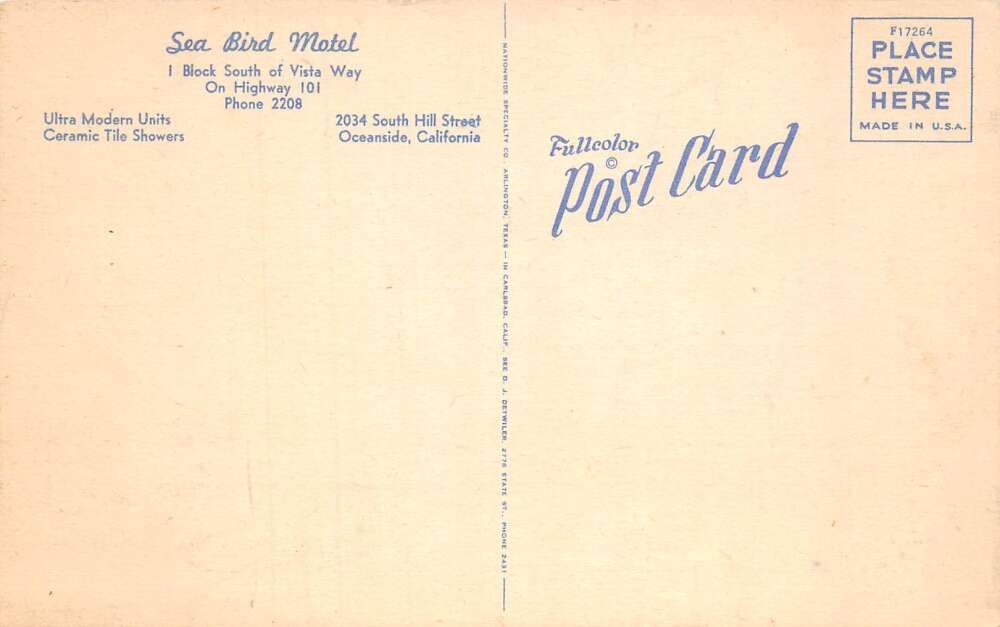 Sea Bird Motel
1 Block South of Vista Way
On Highway 101
Phone 2208
Ultra Modern Units
Ceramic Tile Showers
2034 South Hill Street
Oceanside, California
NATIONWIDE SPECIALTY CO. ARLINGTON, TEXAS — IN CARLSBAD, CALIF., SEE D. J. DETWILER, 2778 STATE ST., PHONE 2431
Fullcolor
©
Post Card
F17264
PLACE
STAMP
HERE
MADE IN U.S.A.